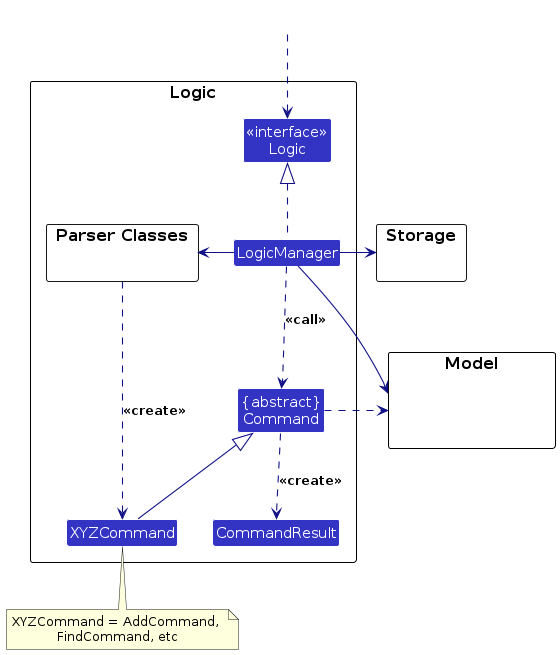 Logic
«interface»
Logic
Parser Classes
LogicManager
Storage
«call»
Model
{abstract}
Command
«create»
«create»
XYZCommand
CommandResult
XYZCommand = AddCommand,
FindCommand, etc